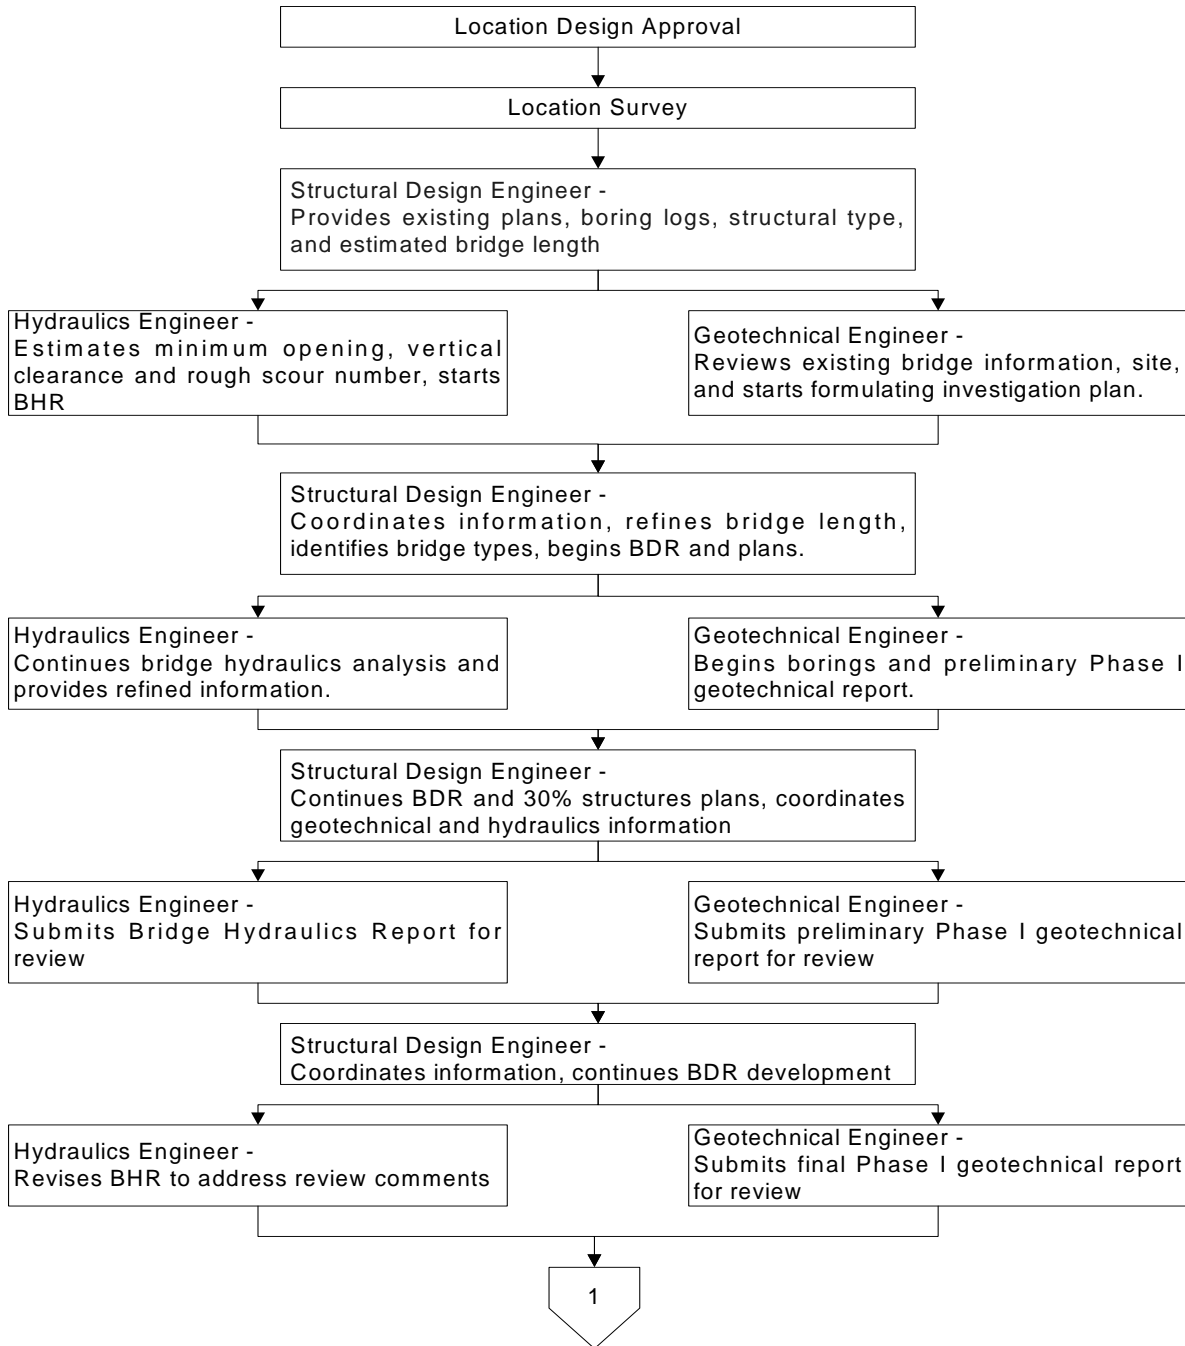 Location Design Approval
Location Survey
Structural Design Engineer -
Provides existing plans, boring logs, structural type,
and estimated bridge length
Hydraulics Engineer -
Estimates minimum opening, vertical
clearance and rough scour number, starts
BHR
Geotechnical Engineer -
Reviews existing bridge information, site,
and starts formulating investigation plan.
Structural Design Engineer -
Coordinates information, refines bridge length,
identifies bridge types, begins BDR and plans.
Hydraulics Engineer -
Continues bridge hydraulics analysis and
provides refined information.
Geotechnical Engineer -
Begins borings and preliminary Phase I
geotechnical report.
Structural Design Engineer -
Continues BDR and 30% structures plans, coordinates
geotechnical and hydraulics information
Hydraulics Engineer -
Submits Bridge Hydraulics Report for
review
Geotechnical Engineer -
Submits preliminary Phase I geotechnical
report for review
Structural Design Engineer -
Coordinates information, continues BDR development
Hydraulics Engineer -
Revises BHR to address review comments
Geotechnical Engineer -
Submits final Phase I geotechnical report
for review
1